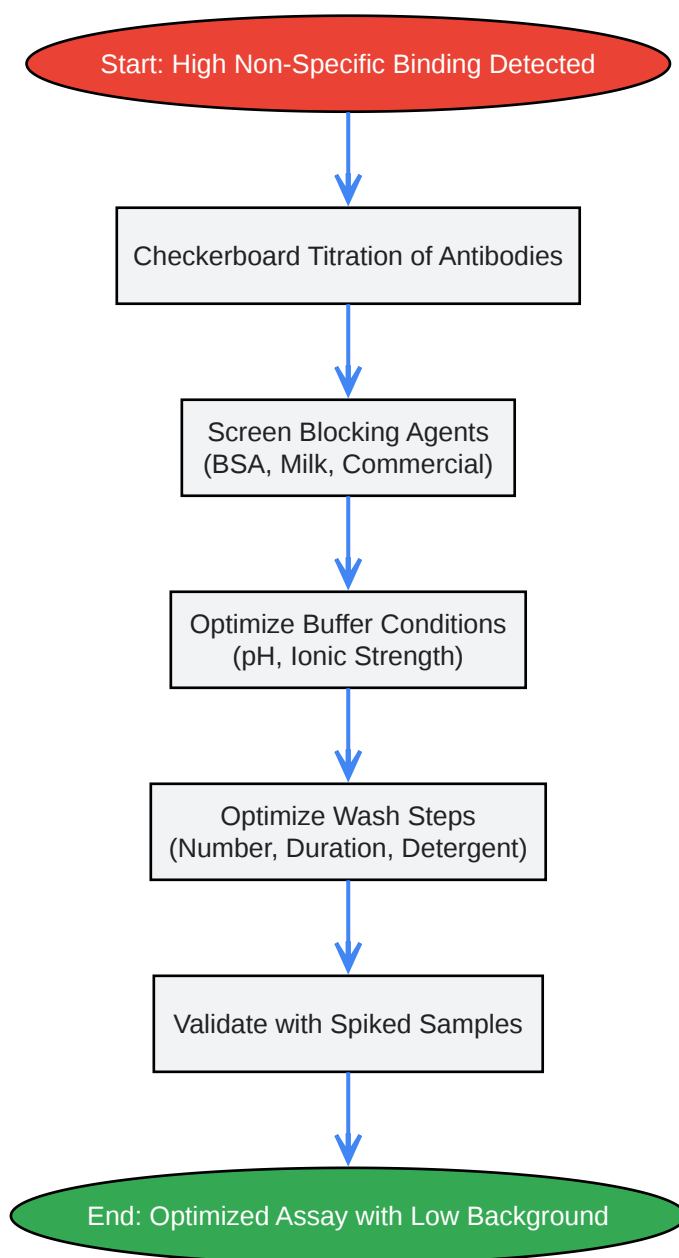 Start: High Non-Specific Binding Detected
Checkerboard Titration of Antibodies
Screen Blocking Agents
(BSA, Milk, Commercial)
Optimize Buffer Conditions
(pH, Ionic Strength)
Optimize Wash Steps
(Number, Duration, Detergent)
Validate with Spiked Samples
End: Optimized Assay with Low Background